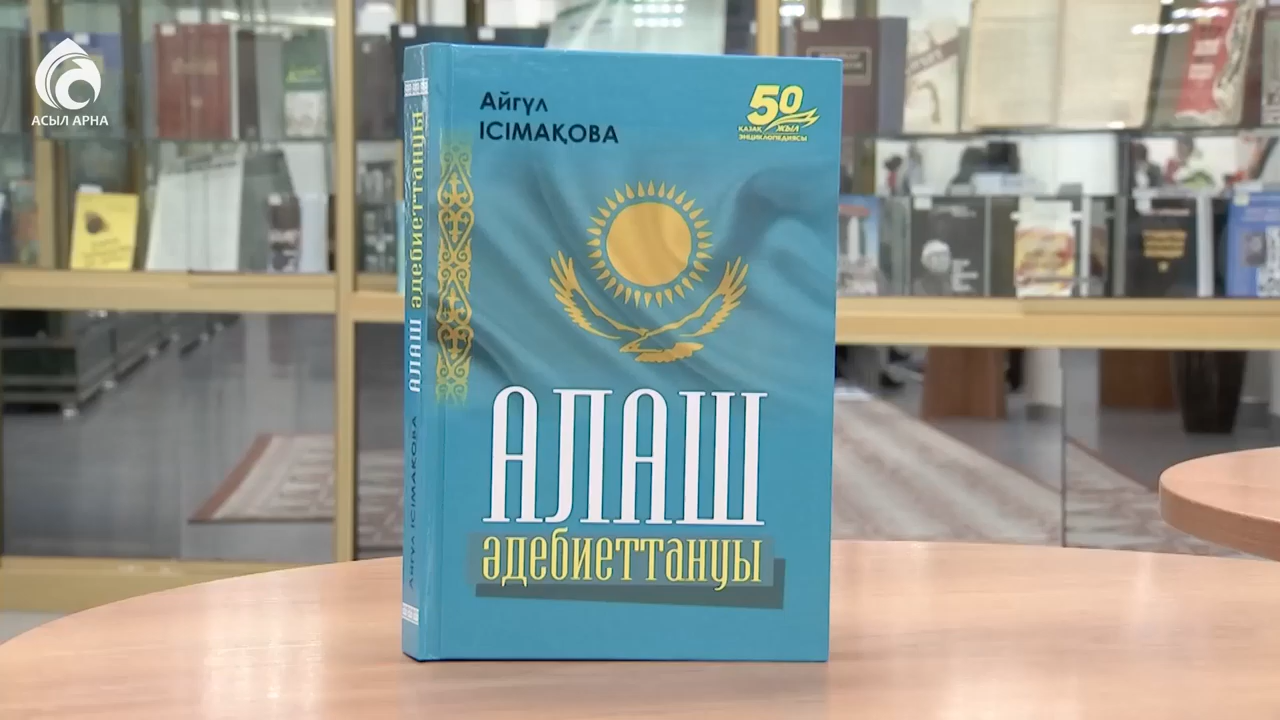 АСЫЛ АРНА
Айгүл
ІСІМАҚОВА
50
ЖЫЛ
ҚАЗАҚ
ЭНЦИКЛОПЕДИЯСЫ
АЛАШ
әдебиеттануы
Айгүл ІСІМАҚОВА АЛАШ әдебиеттануы